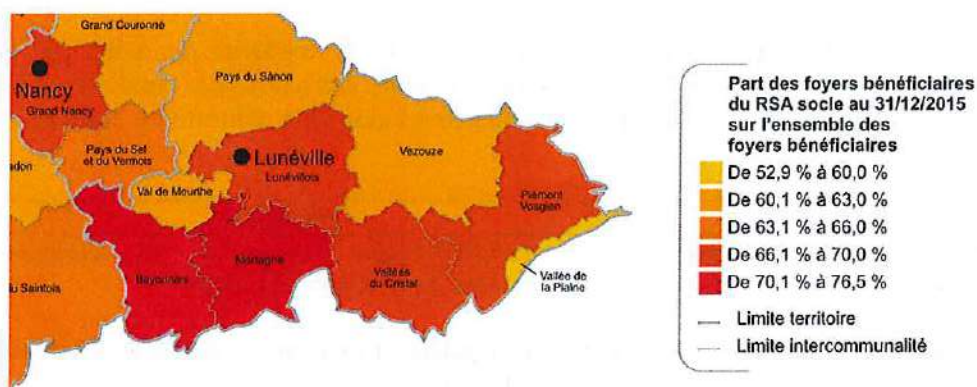 Grand Couronné
Nancy
Grand Nancy
Pays du Sânon
Pays du Sel
et du Vermois
Lunéville
Lunévillois
Vezouze
Val de Meurthe
Piémont
Vosgien
Bayonnais
Mortagne
Vallées
du Cristal
Vallée de
la Plaine
du Saintois
Part des foyers bénéficiaires
du RSA socle au 31/12/2015
sur l'ensemble des
foyers bénéficiaires
De 52,9 % à 60,0 %
De 60,1 % à 63,0 %
De 63,1 % à 66,0 %
De 66,1 % à 70,0 %
De 70,1 % à 76,5 %
Limite territoire
Limite intercommunalité